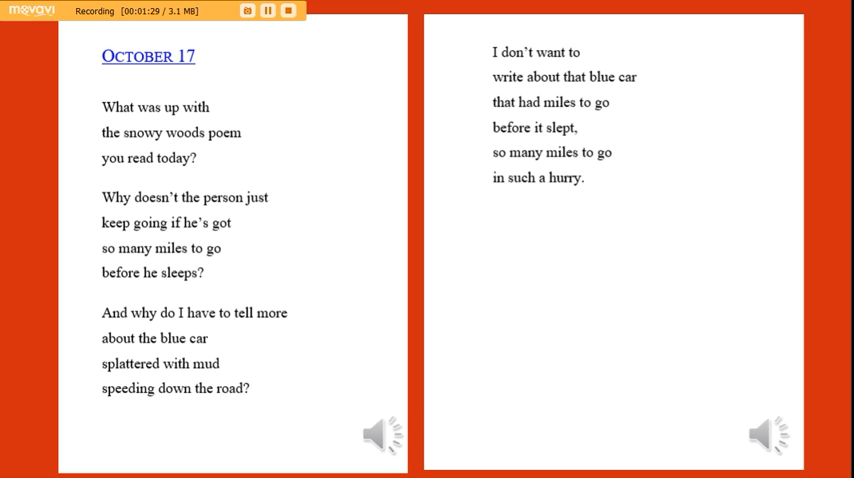 movavi
Recording [00:01:29 / 3.1 MB]
OCTOBER 17
What was up with
the snowy woods poem
you read today?
Why doesn’t the person just
keep going if he’s got
so many miles to go
before he sleeps?
And why do I have to tell more
about the blue car
splattered with mud
speeding down the road?
I don’t want to
write about that blue car
that had miles to go
before it slept,
so many miles to go
in such a hurry.